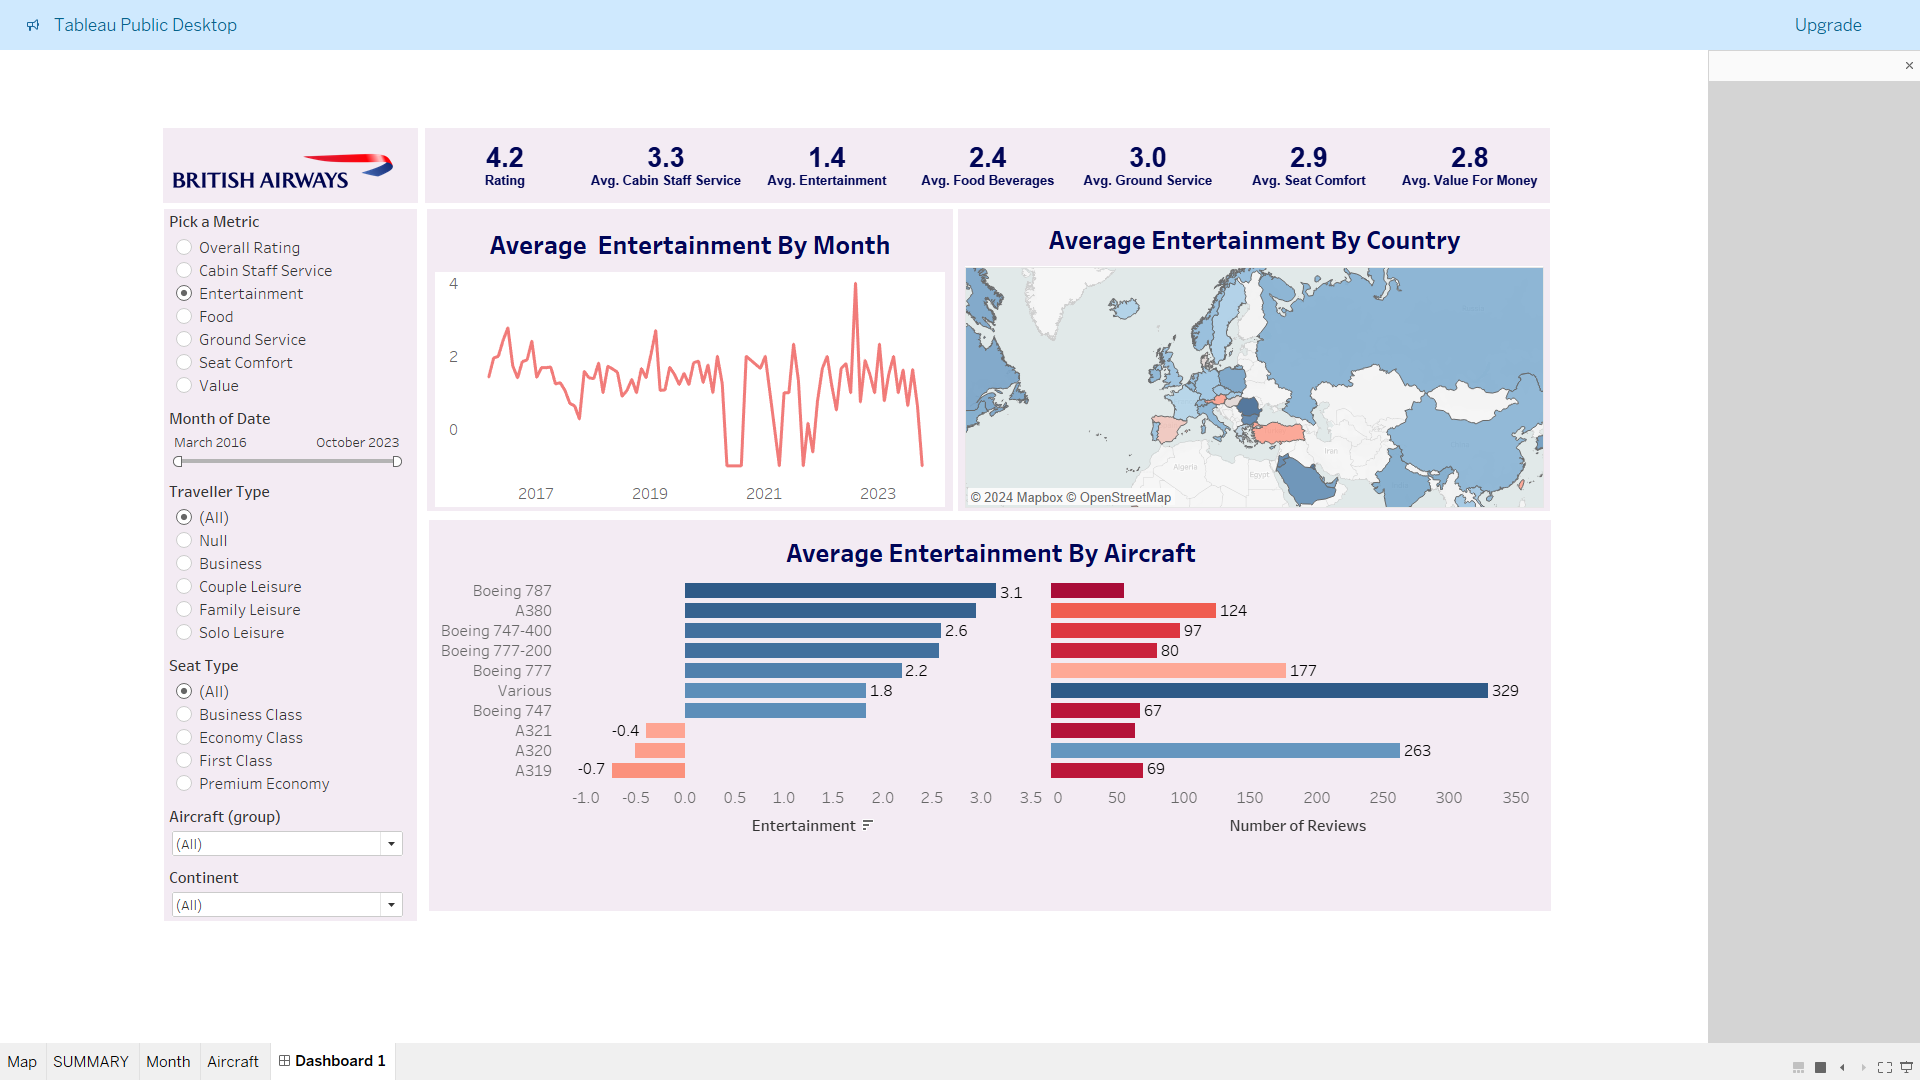 Tableau Public Desktop
Upgrade
BRITISH AIRWAYS
4.2
Rating
3.3
Avg. Cabin Staff Service
1.4
Avg. Entertainment
2.4
Avg. Food Beverages
3.0
Avg. Ground Service
2.9
Avg. Seat Comfort
2.8
Avg. Value For Money
Pick a Metric
Overall Rating
Cabin Staff Service
Entertainment
Food
Ground Service
Seat Comfort
Value
Month of Date
March 2016 October 2023
Traveller Type
(All)
Null
Business
Couple Leisure
Family Leisure
Solo Leisure
Seat Type
(All)
Business Class
Economy Class
First Class
Premium Economy
Aircraft (group)
(All)
Continent
(All)
Average Entertainment By Month
4
2
0
2017 2019 2021 2023
Average Entertainment By Country
Algeria
Egypt
Iran
© 2024 Mapbox © OpenStreetMap
Average Entertainment By Aircraft
Boeing 787 3.1
A380 124
Boeing 747-400 2.6 97
Boeing 777-200 80
Boeing 777 2.2 177
Various 1.8 329
Boeing 747 67
A321 -0.4
A320 263
A319 -0.7 69
-1.0 -0.5 0.0 0.5 1.0 1.5 2.0 2.5 3.0 3.5 0 50 100 150 200 250 300 350
Entertainment Number of Reviews
Map SUMMARY Month Aircraft Dashboard 1